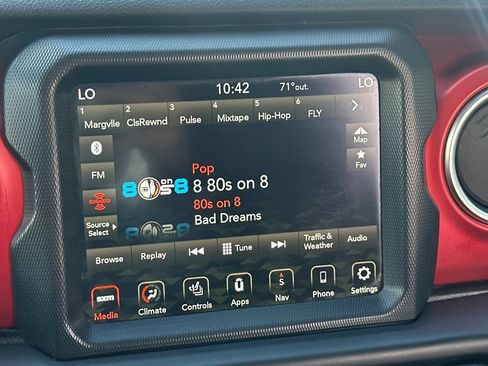 LO 10:42 71°out. LO
1 Margvlle 2 ClsRewnd 3 Pulse 4 Mixtape 5 Hip-Hop 6 FLY
Map
FM
Fav
Pop
8 80s on 8
80s on 8
Bad Dreams
Source Select
Browse Replay Tune Traffic & Weather Audio
sxm
Media Climate Controls Apps Nav Phone Settings